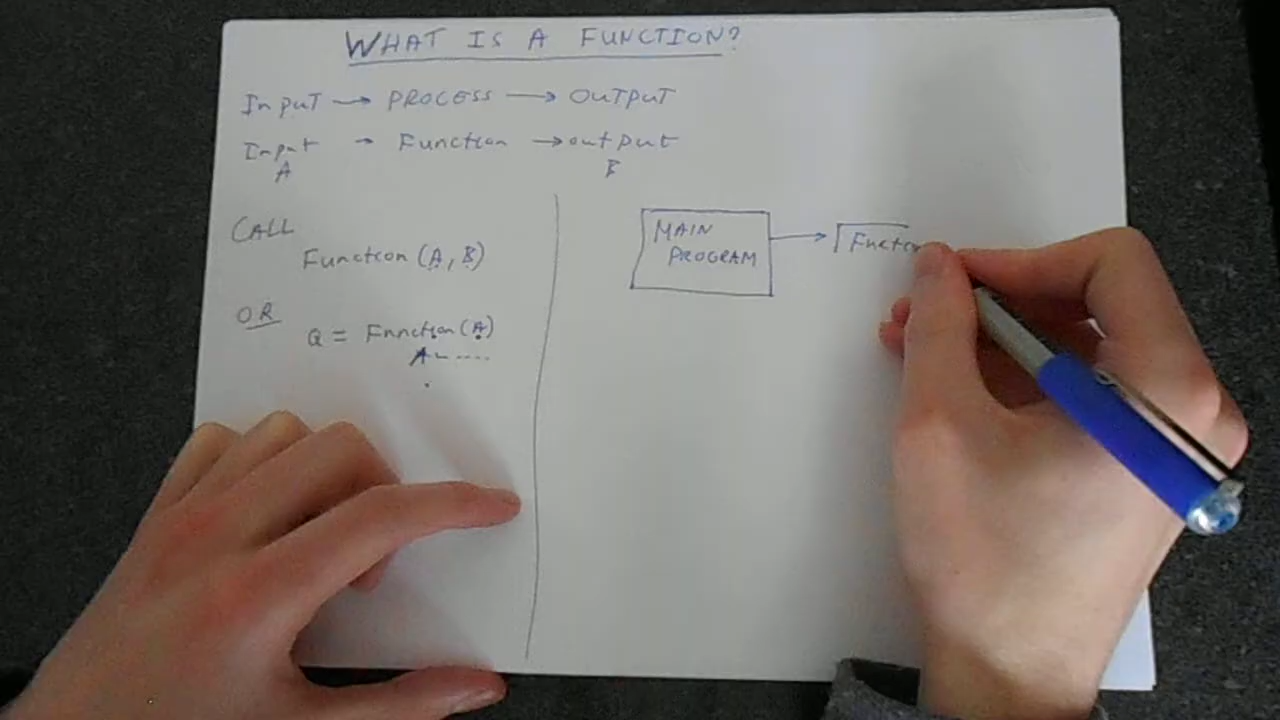 WHAT IS A FUNCTION?
Input → PROCESS → OUTPUT
Input → Function → output
A B
CALL
Function (A, B)
OR
Q = Function (A)
MAIN
PROGRAM